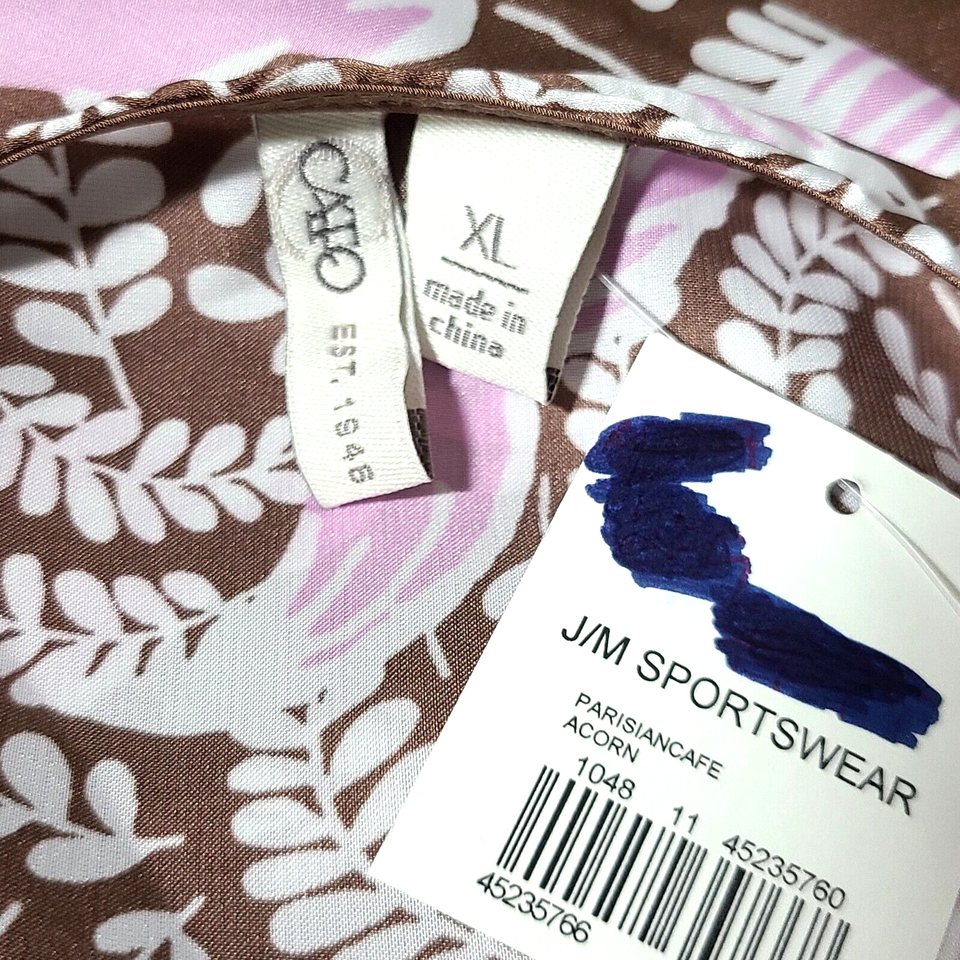 CATO
EST. 1946
XL
made in
china
J/M SPORTSWEAR
PARISIANCAFE
ACORN
1048 11 45235760
45235766